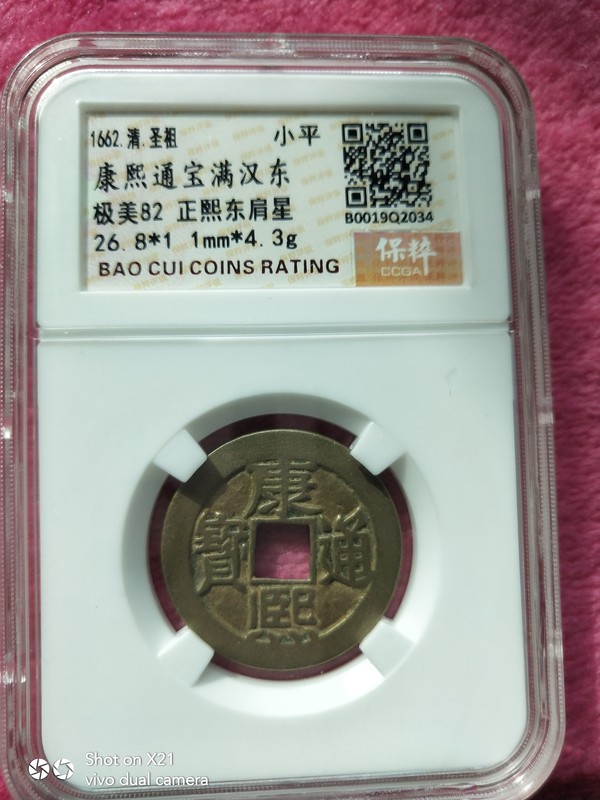 1662.清.圣祖 小平
康熙通宝满汉东
极美82 正熙东肩星
26.8*1.1mm*4.3g
B0019Q2034
BAO CUI COINS RATING
保粹
CCGA
康
寶 通
熙
Shot on X21
vivo dual camera